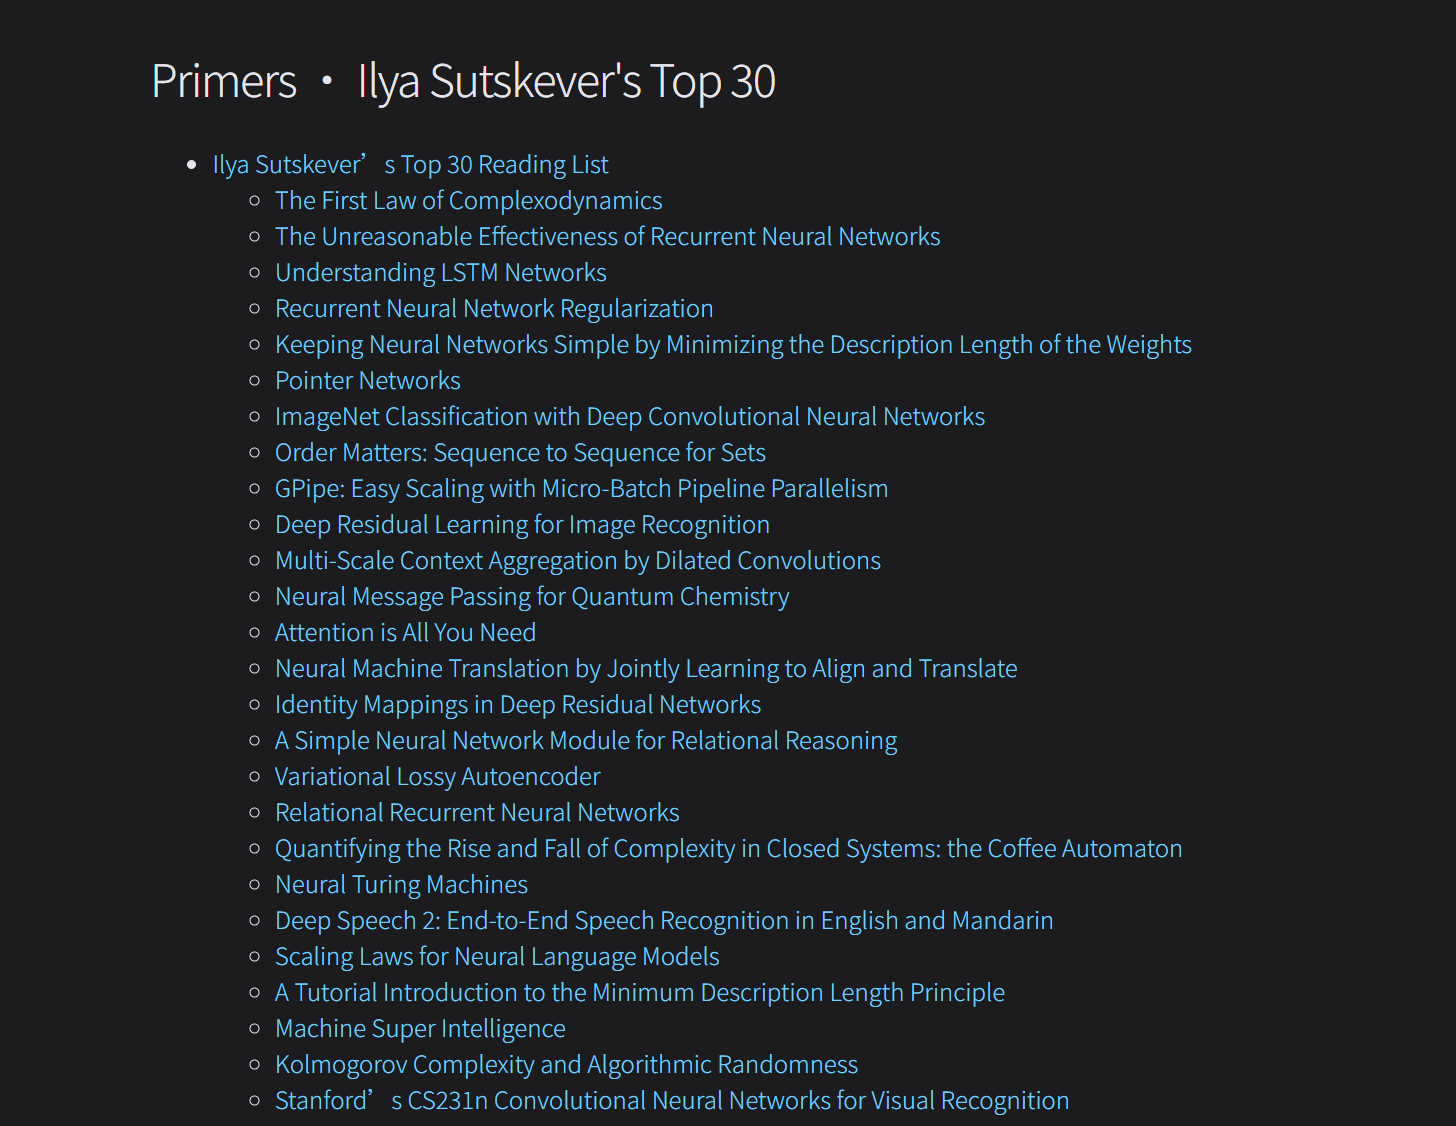 Primers • Ilya Sutskever's Top 30
Ilya Sutskever’s Top 30 Reading List
The First Law of Complexodynamics
The Unreasonable Effectiveness of Recurrent Neural Networks
Understanding LSTM Networks
Recurrent Neural Network Regularization
Keeping Neural Networks Simple by Minimizing the Description Length of the Weights
Pointer Networks
ImageNet Classification with Deep Convolutional Neural Networks
Order Matters: Sequence to Sequence for Sets
GPipe: Easy Scaling with Micro-Batch Pipeline Parallelism
Deep Residual Learning for Image Recognition
Multi-Scale Context Aggregation by Dilated Convolutions
Neural Message Passing for Quantum Chemistry
Attention is All You Need
Neural Machine Translation by Jointly Learning to Align and Translate
Identity Mappings in Deep Residual Networks
A Simple Neural Network Module for Relational Reasoning
Variational Lossy Autoencoder
Relational Recurrent Neural Networks
Quantifying the Rise and Fall of Complexity in Closed Systems: the Coffee Automaton
Neural Turing Machines
Deep Speech 2: End-to-End Speech Recognition in English and Mandarin
Scaling Laws for Neural Language Models
A Tutorial Introduction to the Minimum Description Length Principle
Machine Super Intelligence
Kolmogorov Complexity and Algorithmic Randomness
Stanford’s CS231n Convolutional Neural Networks for Visual Recognition